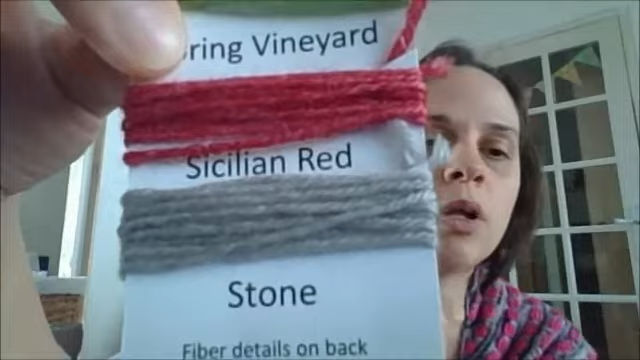 ring Vineyard
Sicilian Red
Stone
Fiber details on back